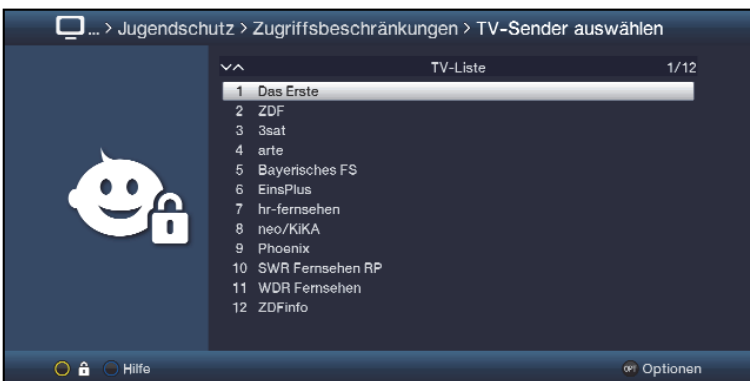 ... > Jugendschutz > Zugriffsbeschränkungen > TV-Sender auswählen
TV-Liste 1/12
1 Das Erste
2 ZDF
3 3sat
4 arte
5 Bayerisches FS
6 EinsPlus
7 hr-fernsehen
8 neo/KiKA
9 Phoenix
10 SWR Fernsehen RP
11 WDR Fernsehen
12 ZDFinfo
Hilfe OPT Optionen